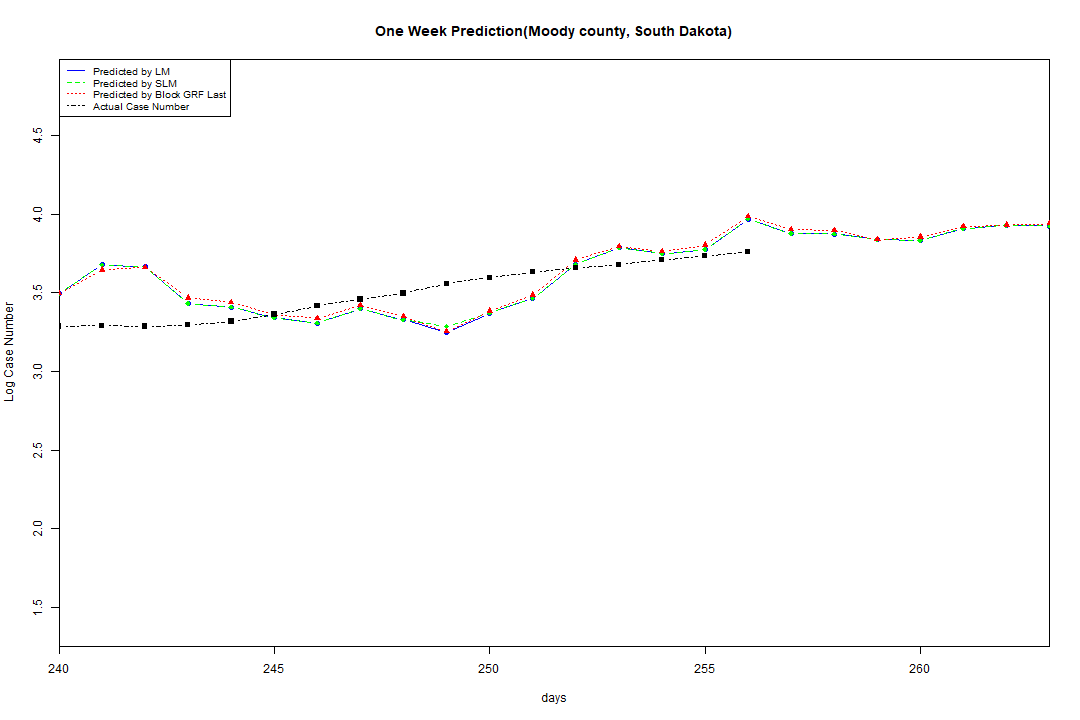 One Week Prediction(Moody county, South Dakota)
Predicted by LM
Predicted by SLM
Predicted by Block GRF Last
Actual Case Number
4.5
4.0
3.5
3.0
2.5
2.0
1.5
Log Case Number
240 245 250 255 260
days